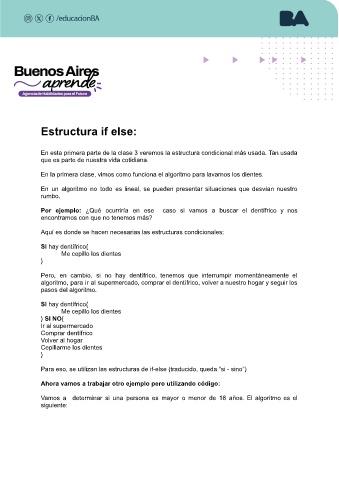 /educacionBA
BA
Buenos Aires
aprende
Agencia de Habilidades para el Futuro
Estructura if else:
En esta primera parte de la clase 3 veremos la estructura condicional más usada. Tan usada
que es parte de nuestra vida cotidiana.
En la primera clase, vimos como funciona el algoritmo para lavarnos los dientes.
En un algoritmo no todo es lineal, se pueden presentar situaciones que desvían nuestro
rumbo.
Por ejemplo: ¿Qué ocurriría en ese caso si vamos a buscar el dentífrico y nos
encontramos con que no tenemos más?
Aquí es donde se hacen necesarias las estructuras condicionales:
SI hay dentífrico{
Me cepillo los dientes
}
Pero, en cambio, si no hay dentífrico, tenemos que interrumpir momentáneamente el
algoritmo, para ir al supermercado, comprar el dentífrico, volver a nuestro hogar y seguir los
pasos del algoritmo.
SI hay dentífrico{
Me cepillo los dientes
} SI NO{
Ir al supermercado
Comprar dentífrico
Volver al hogar
Cepillarme los dientes
}
Para eso, se utilizan las estructuras de if-else (traducido, queda "si - sino")
Ahora vamos a trabajar otro ejemplo pero utilizando código:
Vamos a determinar si una persona es mayor o menor de 18 años. El algoritmo es el
siguiente: